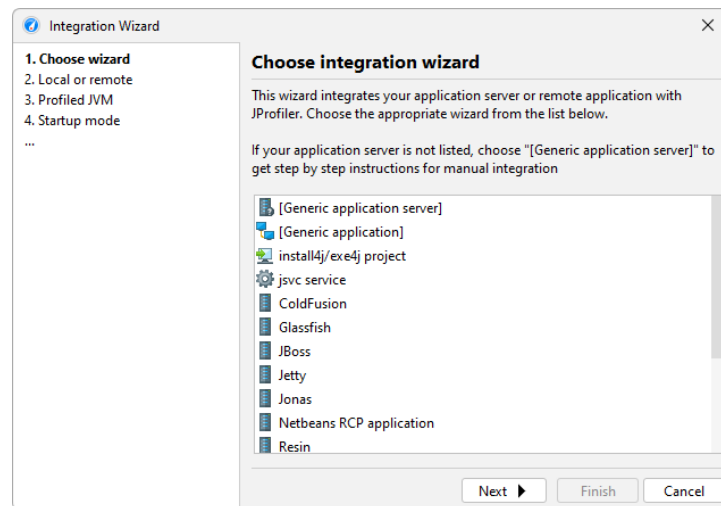 Integration Wizard
1. Choose wizard
2. Local or remote
3. Profiled JVM
4. Startup mode
...
Choose integration wizard
This wizard integrates your application server or remote application with
JProfiler. Choose the appropriate wizard from the list below.
If your application server is not listed, choose "[Generic application server]" to
get step by step instructions for manual integration
[Generic application server]
[Generic application]
install4j/exe4j project
jsvc service
ColdFusion
Glassfish
JBoss
Jetty
Jonas
Netbeans RCP application
Resin
Next
Finish
Cancel